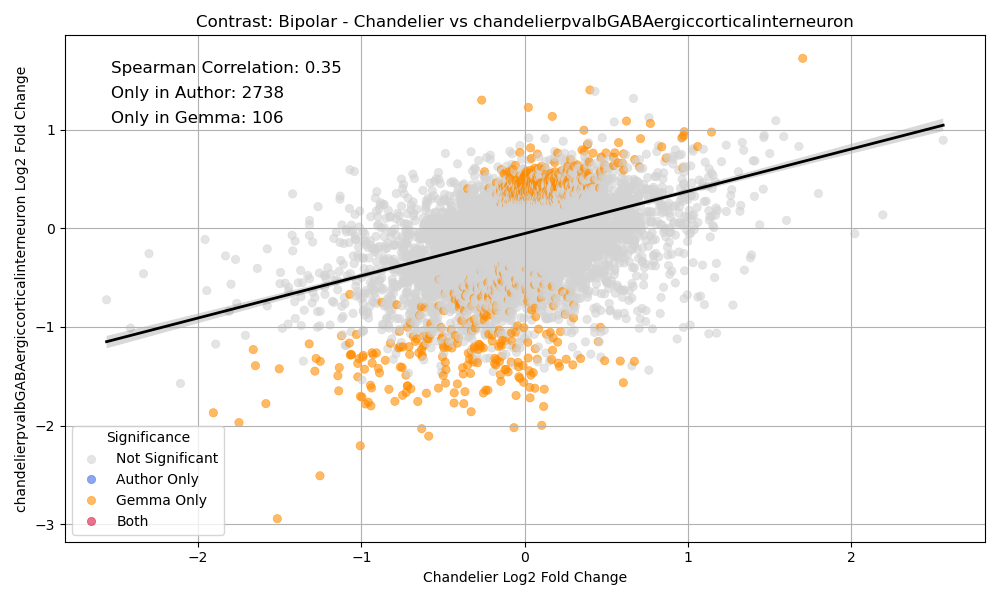 Contrast: Bipolar - Chandelier vs chandelierpvalbGABAergiccorticalinterneuron
Spearman Correlation: 0.35
Only in Author: 2738
Only in Gemma: 106
chandelierpvalbGABAergiccorticalinterneuron Log2 Fold Change
1
0
−1
−2
−3
Significance
Not Significant
Author Only
Gemma Only
Both
−2
−1
0
1
2
Chandelier Log2 Fold Change